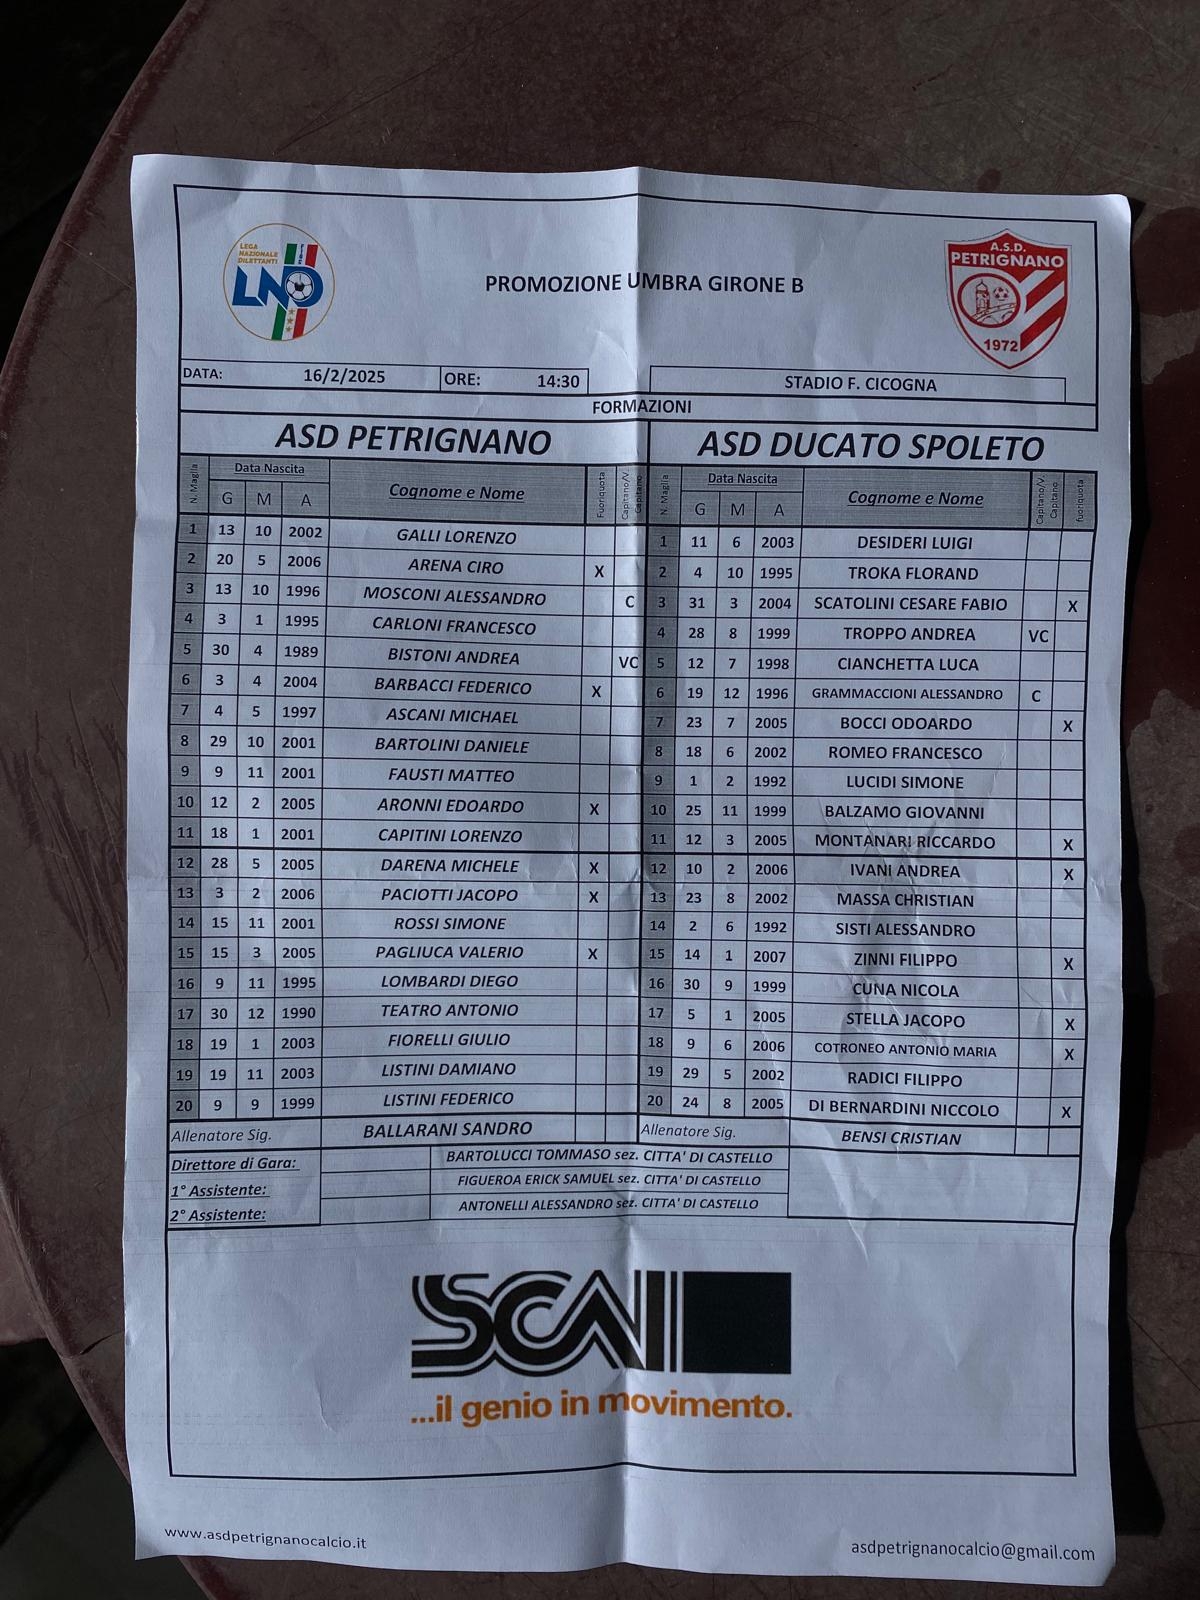 LEGA
NAZIONALE
DILETTANTI
FIGC
LND
PROMOZIONE UMBRA GIRONE B
A.S.D.
PETRIGNANO
1972
DATA: 16/2/2025 ORE: 14:30 STADIO F. CICOGNA
FORMAZIONI
ASD PETRIGNANO
N. Maglia Data Nascita Cognome e Nome Fuoriquota Capitano/V. Capitano
G M A
1 13 10 2002 GALLI LORENZO
2 20 5 2006 ARENA CIRO X
3 13 10 1996 MOSCONI ALESSANDRO C
4 3 1 1995 CARLONI FRANCESCO
5 30 4 1989 BISTONI ANDREA VC
6 3 4 2004 BARBACCI FEDERICO X
7 4 5 1997 ASCANI MICHAEL
8 29 10 2001 BARTOLINI DANIELE
9 9 11 2001 FAUSTI MATTEO
10 12 2 2005 ARONNI EDOARDO X
11 18 1 2001 CAPITINI LORENZO
12 28 5 2005 DARENA MICHELE X
13 3 2 2006 PACIOTTI JACOPO X
14 15 11 2001 ROSSI SIMONE
15 15 3 2005 PAGLIUCA VALERIO X
16 9 11 1995 LOMBARDI DIEGO
17 30 12 1990 TEATRO ANTONIO
18 19 1 2003 FIORELLI GIULIO
19 19 11 2003 LISTINI DAMIANO
20 9 9 1999 LISTINI FEDERICO
Allenatore Sig. BALLARANI SANDRO
ASD DUCATO SPOLETO
N. Maglia Data Nascita Cognome e Nome Capitano/V. Capitano fuoriquota
G M A
1 11 6 2003 DESIDERI LUIGI
2 4 10 1995 TROKA FLORAND
3 31 3 2004 SCATOLINI CESARE FABIO X
4 28 8 1999 TROPPO ANDREA VC
5 12 7 1998 CIANCHETTA LUCA
6 19 12 1996 GRAMMACCIONI ALESSANDRO C
7 23 7 2005 BOCCI ODOARDO X
8 18 6 2002 ROMEO FRANCESCO
9 1 2 1992 LUCIDI SIMONE
10 25 11 1999 BALZAMO GIOVANNI
11 12 3 2005 MONTANARI RICCARDO X
12 10 2 2006 IVANI ANDREA X
13 23 8 2002 MASSA CHRISTIAN
14 2 6 1992 SISTI ALESSANDRO
15 14 1 2007 ZINNI FILIPPO X
16 30 9 1999 CUNA NICOLA
17 5 1 2005 STELLA JACOPO X
18 9 6 2006 COTRONEO ANTONIO MARIA X
19 29 5 2002 RADICI FILIPPO
20 24 8 2005 DI BERNARDINI NICCOLO X
Allenatore Sig. BENSI CRISTIAN
Direttore di Gara: BARTOLUCCI TOMMASO sez. CITTA' DI CASTELLO
1° Assistente: FIGUEROA ERICK SAMUEL sez. CITTA' DI CASTELLO
2° Assistente: ANTONELLI ALESSANDRO sez. CITTA' DI CASTELLO
SCAI
...il genio in movimento.
www.asdpetrignanocalcio.it
asdpetrignanocalcio@gmail.com